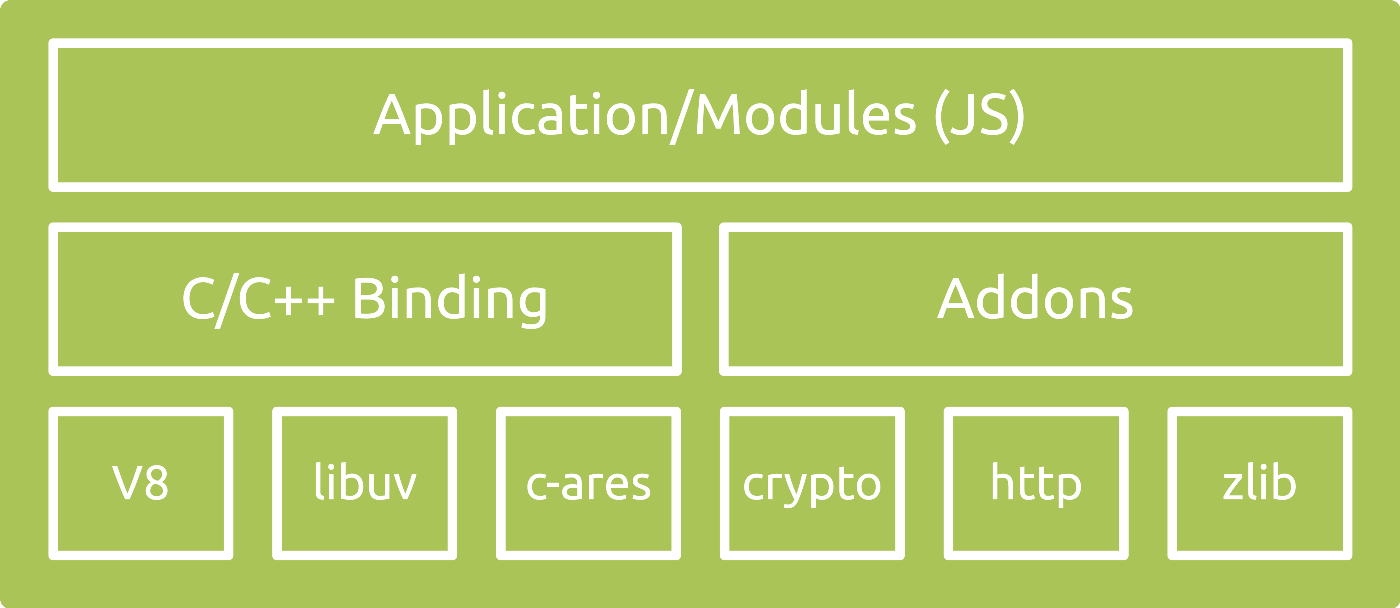 Application/Modules (JS)
C/C++ Binding
Addons
V8
libuv
c-ares
crypto
http
zlib